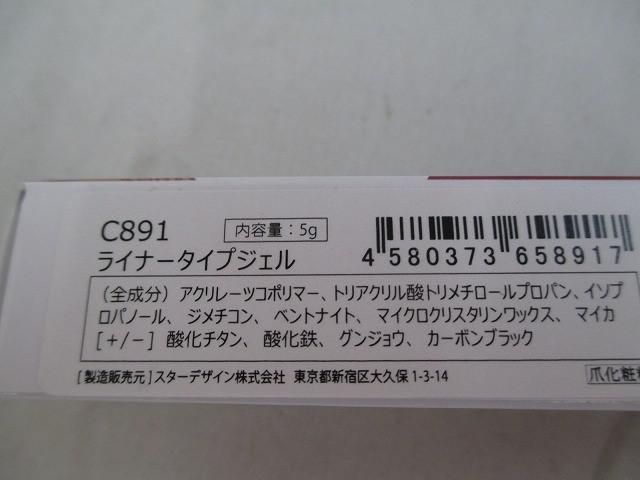 C891
内容量：5g
ライナータイプジェル
4 580373 658917
（全成分）アクリレーツコポリマー、トリアクリル酸トリメチロールプロパン、イソプ
ロパノール、ジメチコン、ベントナイト、マイクロクリスタリンワックス、マイカ
[＋/－] 酸化チタン、酸化鉄、グンジョウ、カーボンブラック
[製造販売元]スターデザイン株式会社 東京都新宿区大久保1-3-14
爪化粧